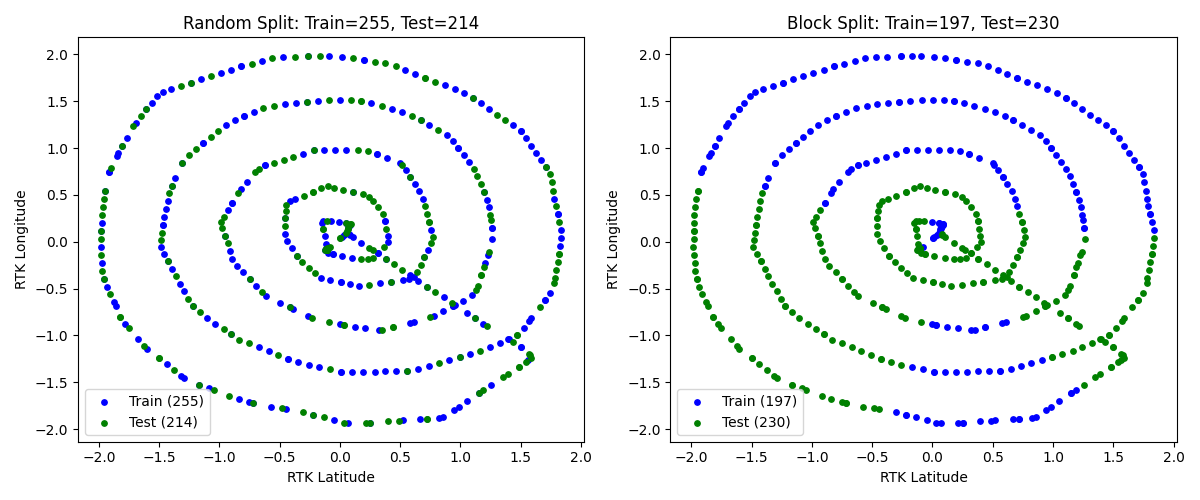 Random Split: Train=255, Test=214
2.0
1.5
1.0
0.5
0.0
−0.5
−1.0
−1.5
−2.0
RTK Longitude
Train (255)
Test (214)
−2.0 −1.5 −1.0 −0.5 0.0 0.5 1.0 1.5 2.0
RTK Latitude
Block Split: Train=197, Test=230
2.0
1.5
1.0
0.5
0.0
−0.5
−1.0
−1.5
−2.0
RTK Longitude
Train (197)
Test (230)
−2.0 −1.5 −1.0 −0.5 0.0 0.5 1.0 1.5 2.0
RTK Latitude